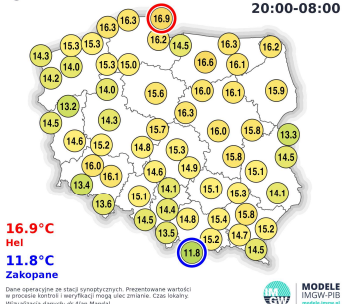 20:00-08:00
16.3 16.3 16.9
14.3 15.3 15.3 16.2 14.5 16.3 16.2
14.2 14.0 15.3 15.0 16.6 16.1
13.2 14.0 15.6 16.0 16.1 15.9
14.5 14.3 16.3
14.6 15.2 15.7 16.0 15.8 13.3
14.8 15.3 15.8 14.5
16.0 16.1 14.6 14.9 15.1
13.4 14.1 15.1 15.3 14.1
13.6 15.1 14.4
14.5 14.8 15.4 15.8
13.5 15.2 14.7 15.2
11.8 14.5
16.9°C
Hel
11.8°C
Zakopane
Dane operacyjne ze stacji synoptycznych. Prezentowane wartości
w procesie kontroli i weryfikacji mogą ulec zmianie. Czas lokalny.
IM
GW
MODELE
IMGW-PIB